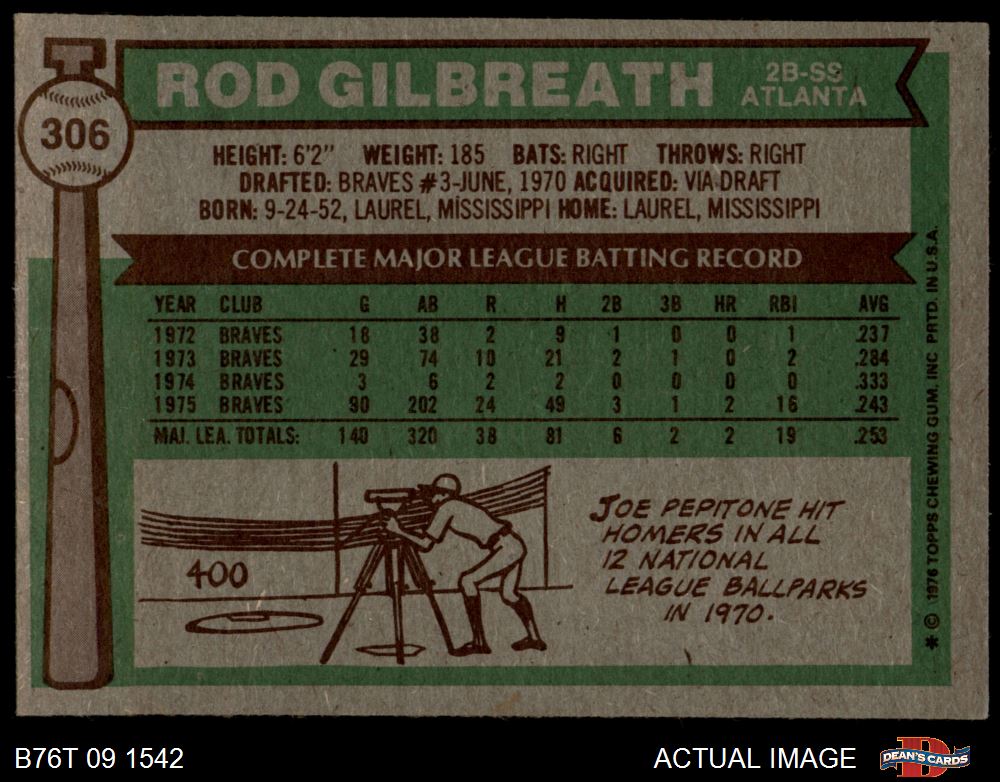 306
ROD GILBREATH
2B-SS
ATLANTA
HEIGHT: 6'2" WEIGHT: 185 BATS: RIGHT THROWS: RIGHT
DRAFTED: BRAVES #3-JUNE, 1970 ACQUIRED: VIA DRAFT
BORN: 9-24-52, LAUREL, MISSISSIPPI HOME: LAUREL, MISSISSIPPI
COMPLETE MAJOR LEAGUE BATTING RECORD
YEAR CLUB G AB R H 2B 3B HR RBI AVG
1972 BRAVES 18 38 2 9 1 0 0 1 .237
1973 BRAVES 29 74 10 21 2 1 0 2 .284
1974 BRAVES 3 6 2 2 0 0 0 0 .333
1975 BRAVES 90 202 24 49 3 1 2 16 .243
MAJ. LEA. TOTALS: 140 320 38 81 6 2 2 19 .253
400
JOE PEPITONE HIT
HOMERS IN ALL
12 NATIONAL
LEAGUE BALLPARKS
IN 1970.
* © 1976 TOPPS CHEWING GUM, INC PRTD. IN U.S.A.
B76T 09 1542
ACTUAL IMAGE
D
DEAN'S CARDS